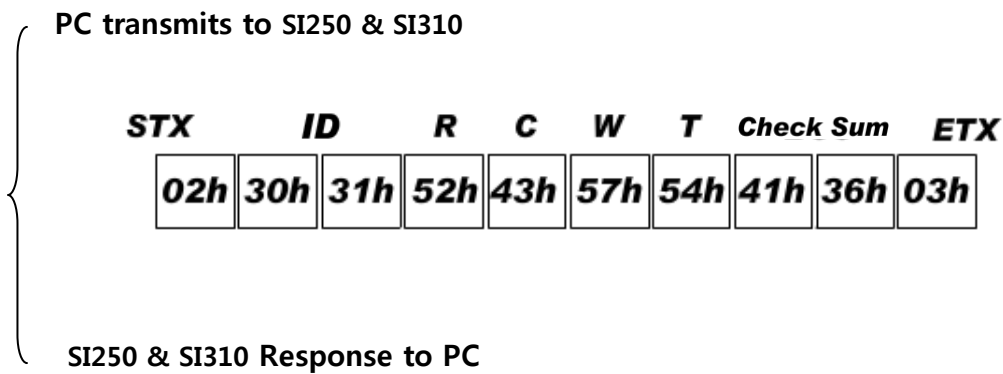 PC transmits to SI250 & SI310
STX ID R C W T Check Sum ETX
02h 30h 31h 52h 43h 57h 54h 41h 36h 03h
SI250 & SI310 Response to PC